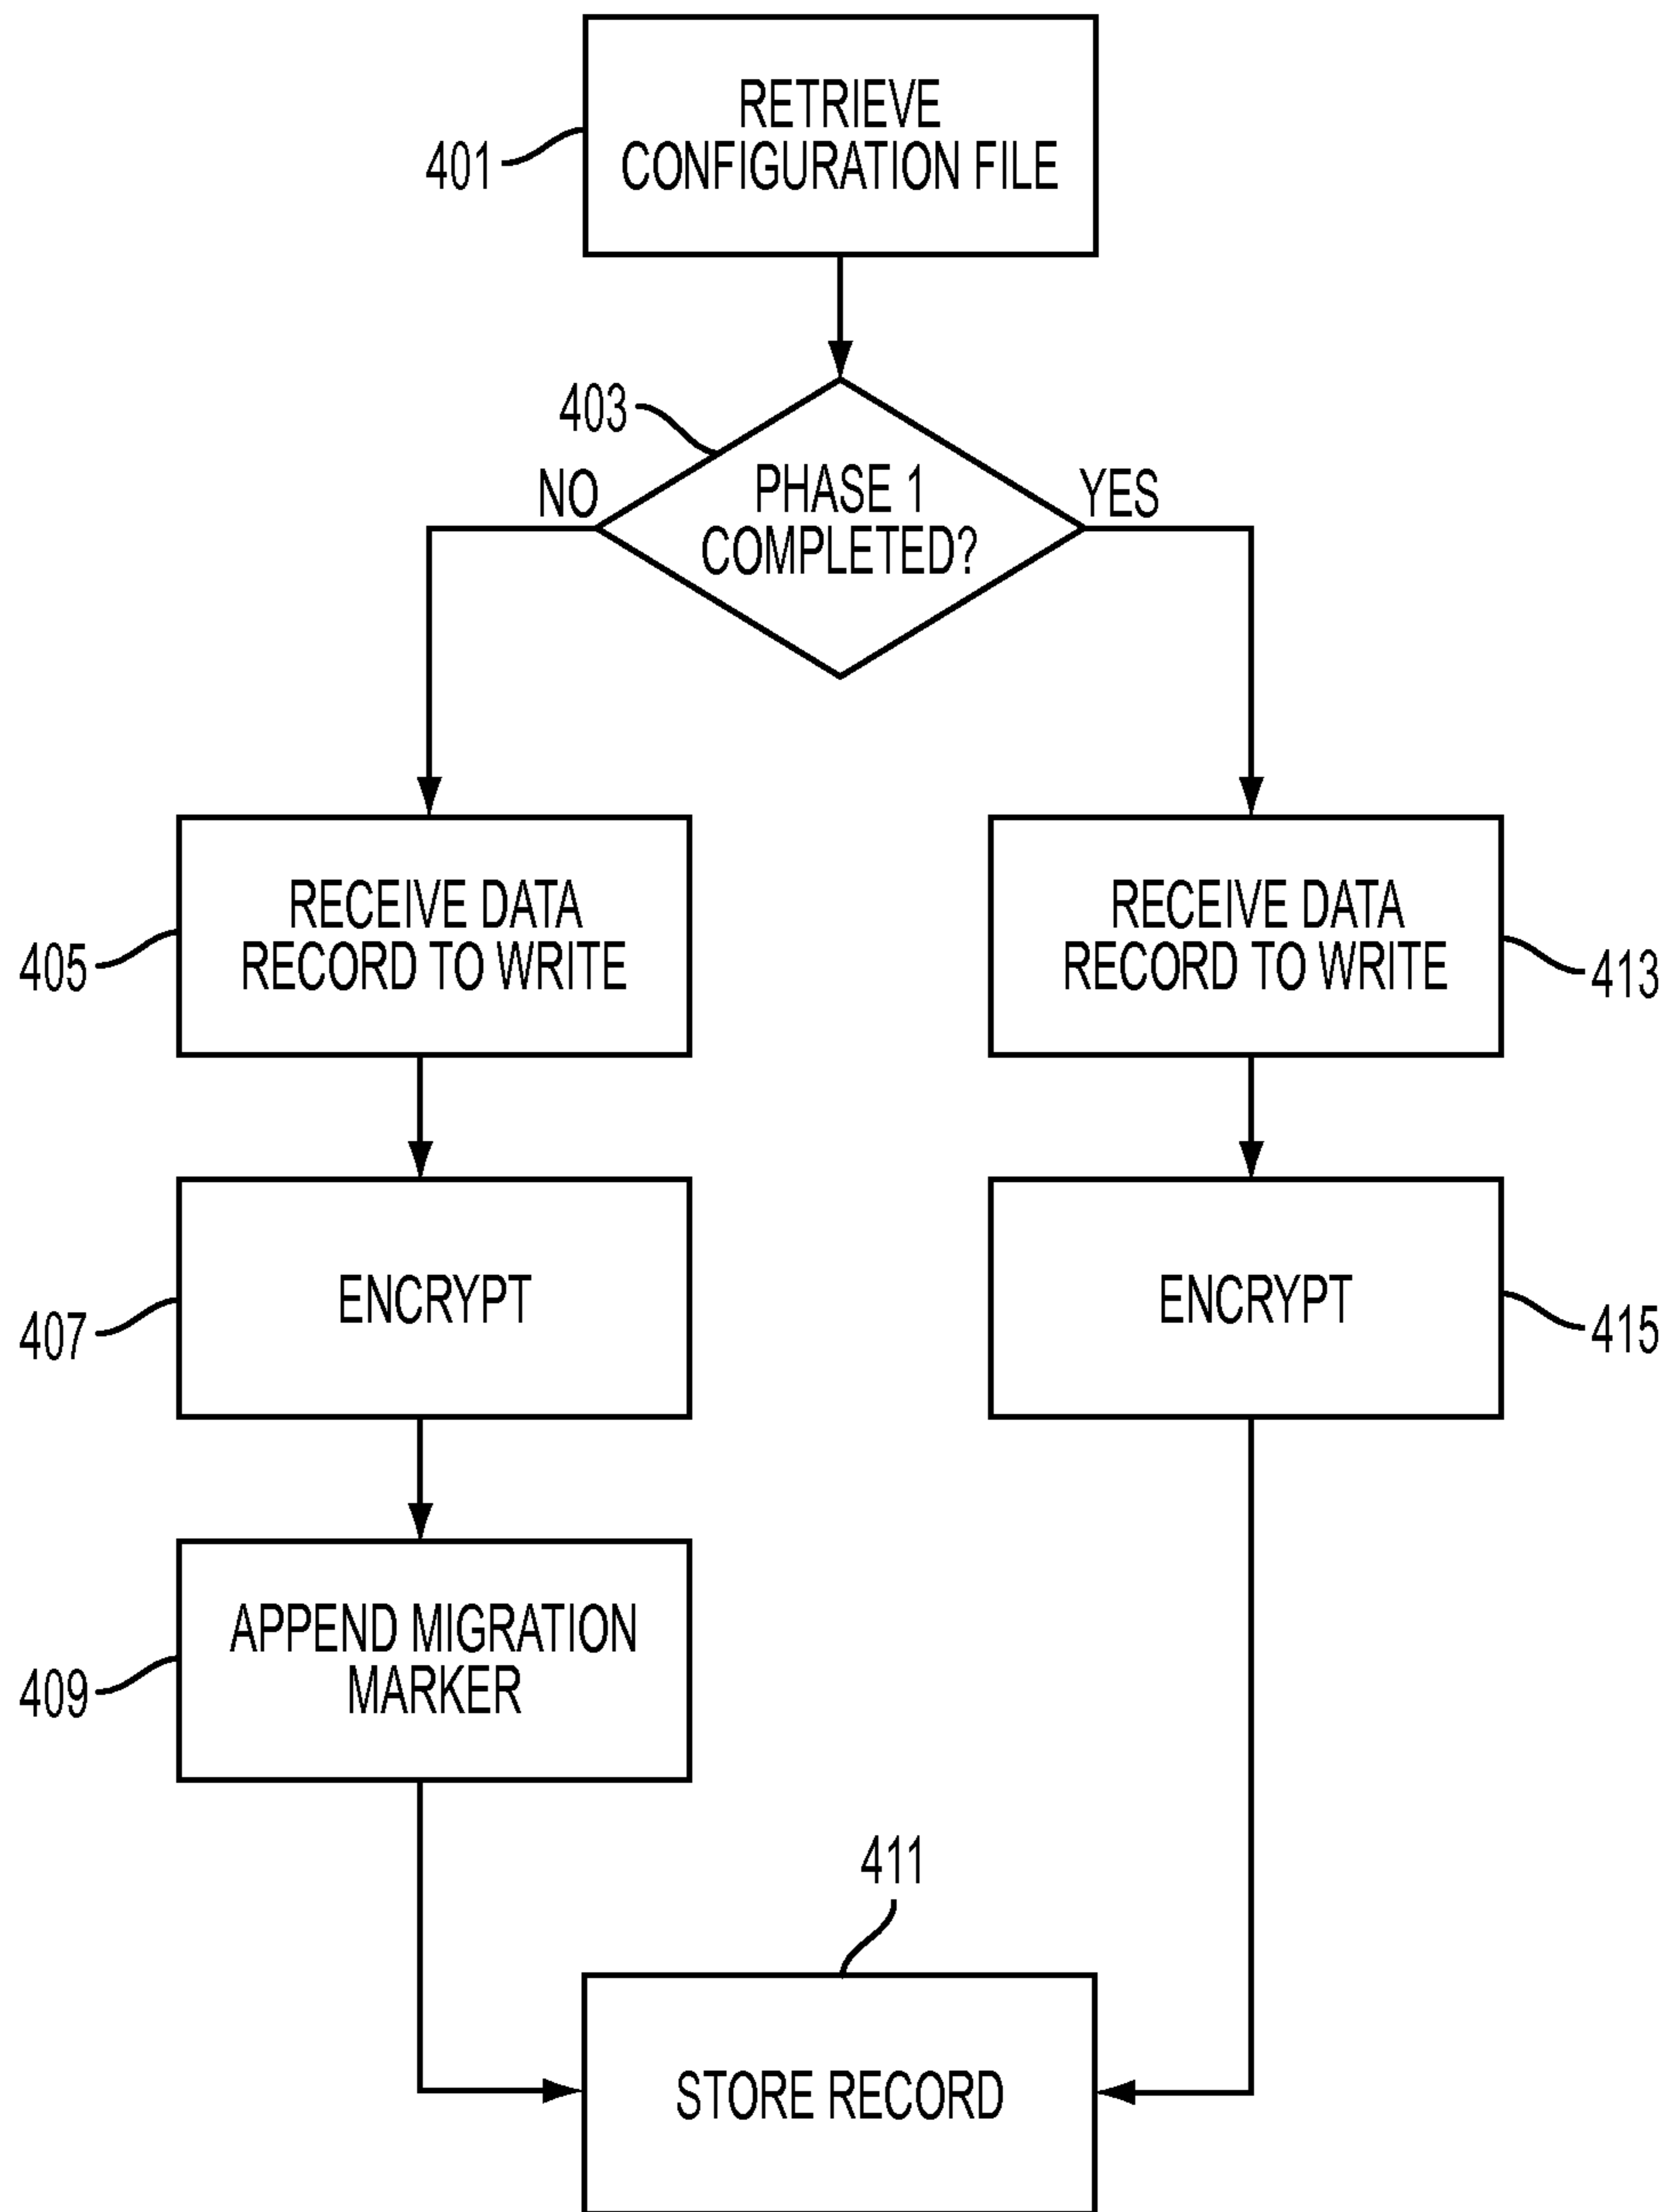 RETRIEVE
CONFIGURATION FILE
401
403
NO
PHASE 1
COMPLETED?
YES
RECEIVE DATA
RECORD TO WRITE
405
RECEIVE DATA
RECORD TO WRITE
413
ENCRYPT
407
ENCRYPT
415
APPEND MIGRATION
MARKER
409
411
STORE RECORD